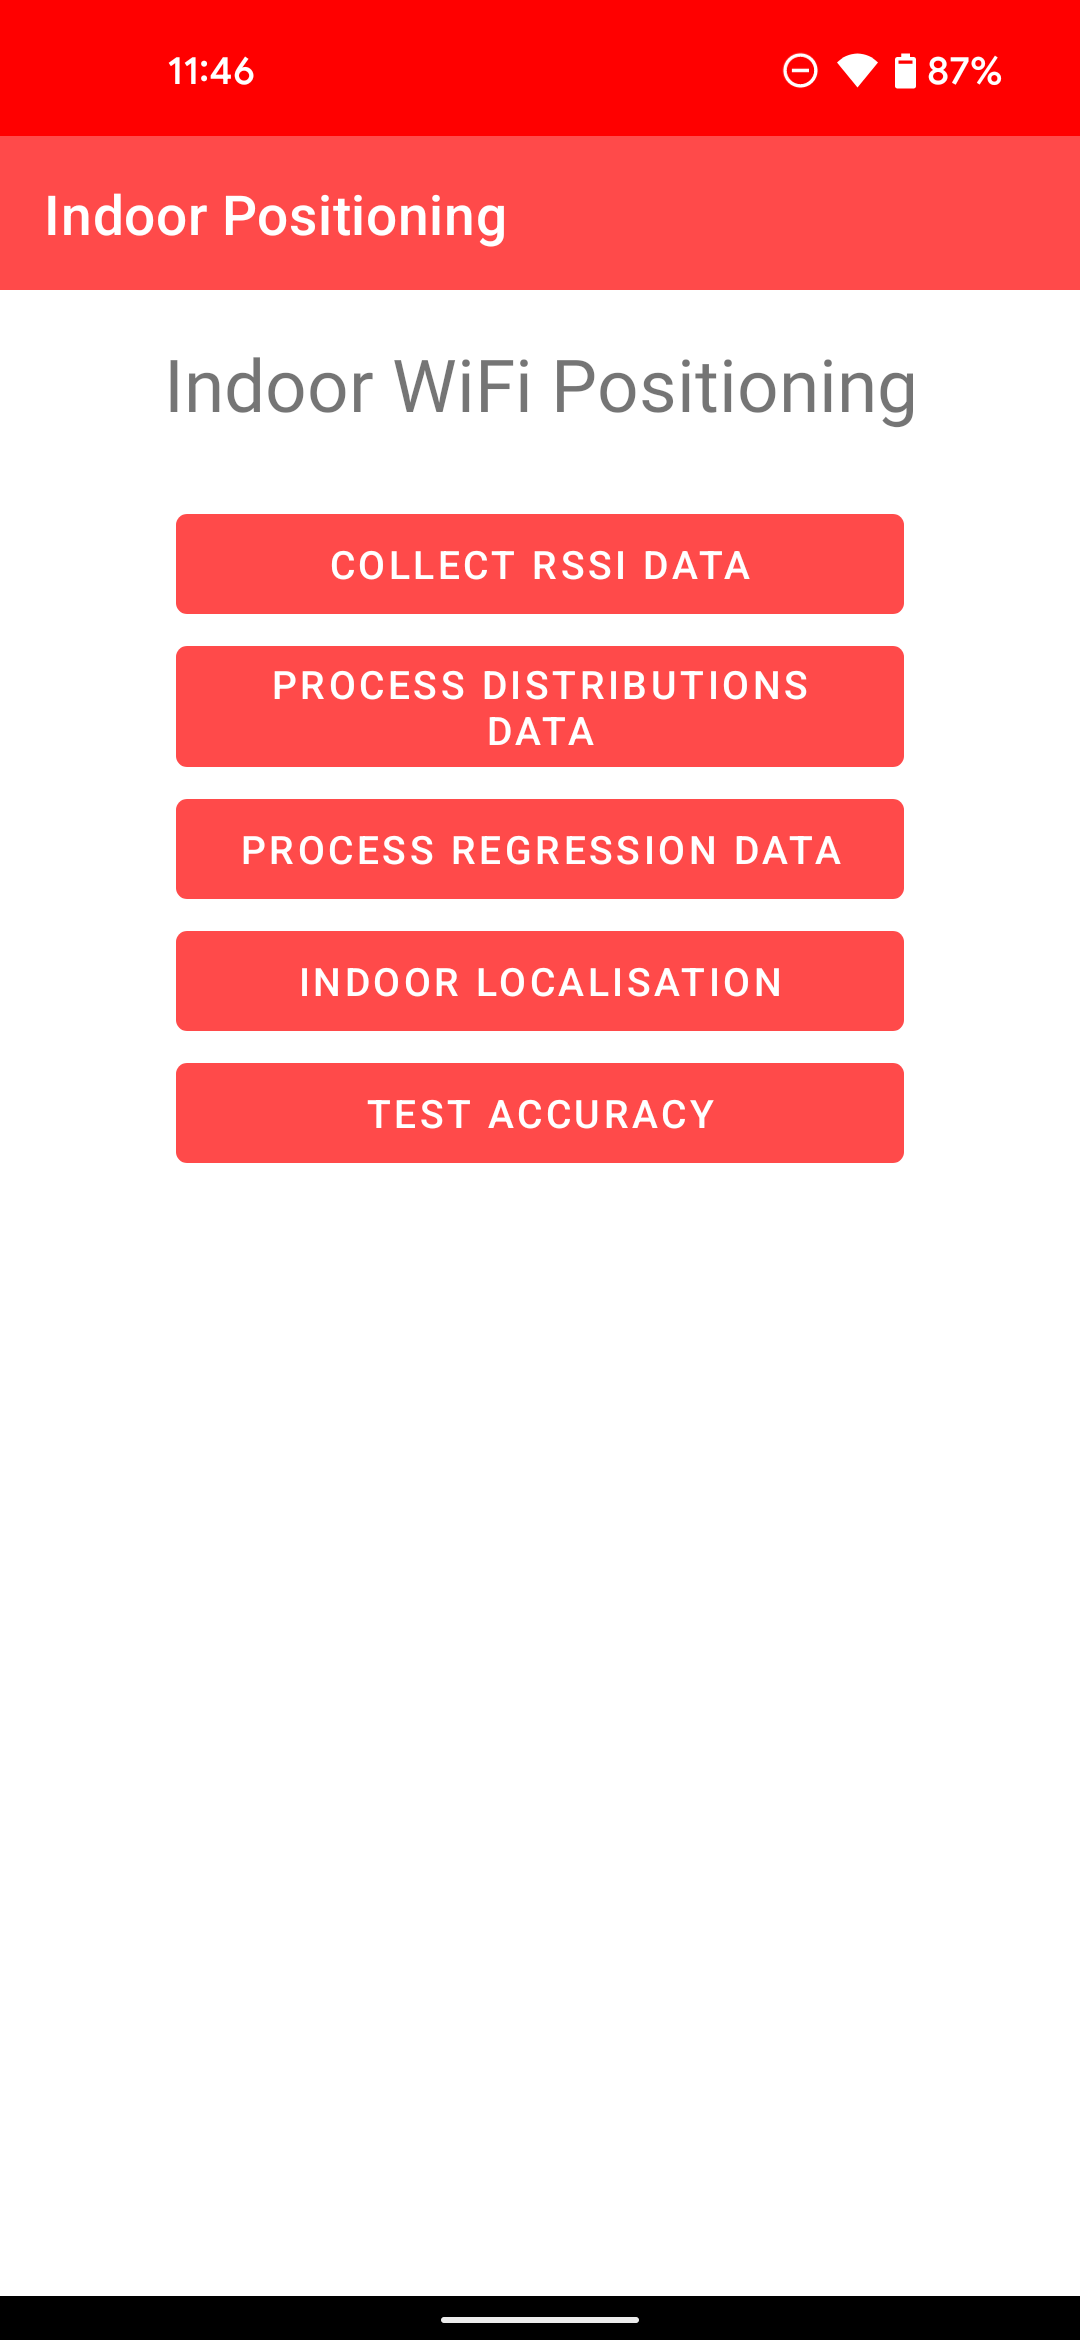 11:46 87%
Indoor Positioning
Indoor WiFi Positioning
COLLECT RSSI DATA
PROCESS DISTRIBUTIONS
DATA
PROCESS REGRESSION DATA
INDOOR LOCALISATION
TEST ACCURACY